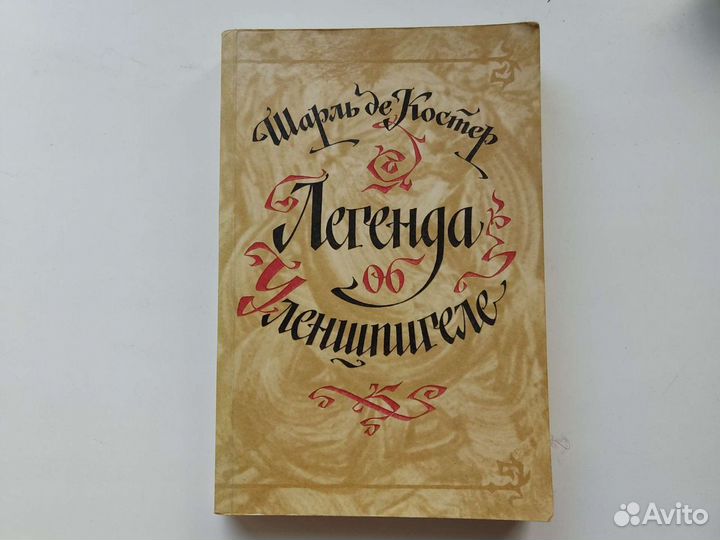 Шарль де Костер
Легенда
об
Уленшпигеле
Avito